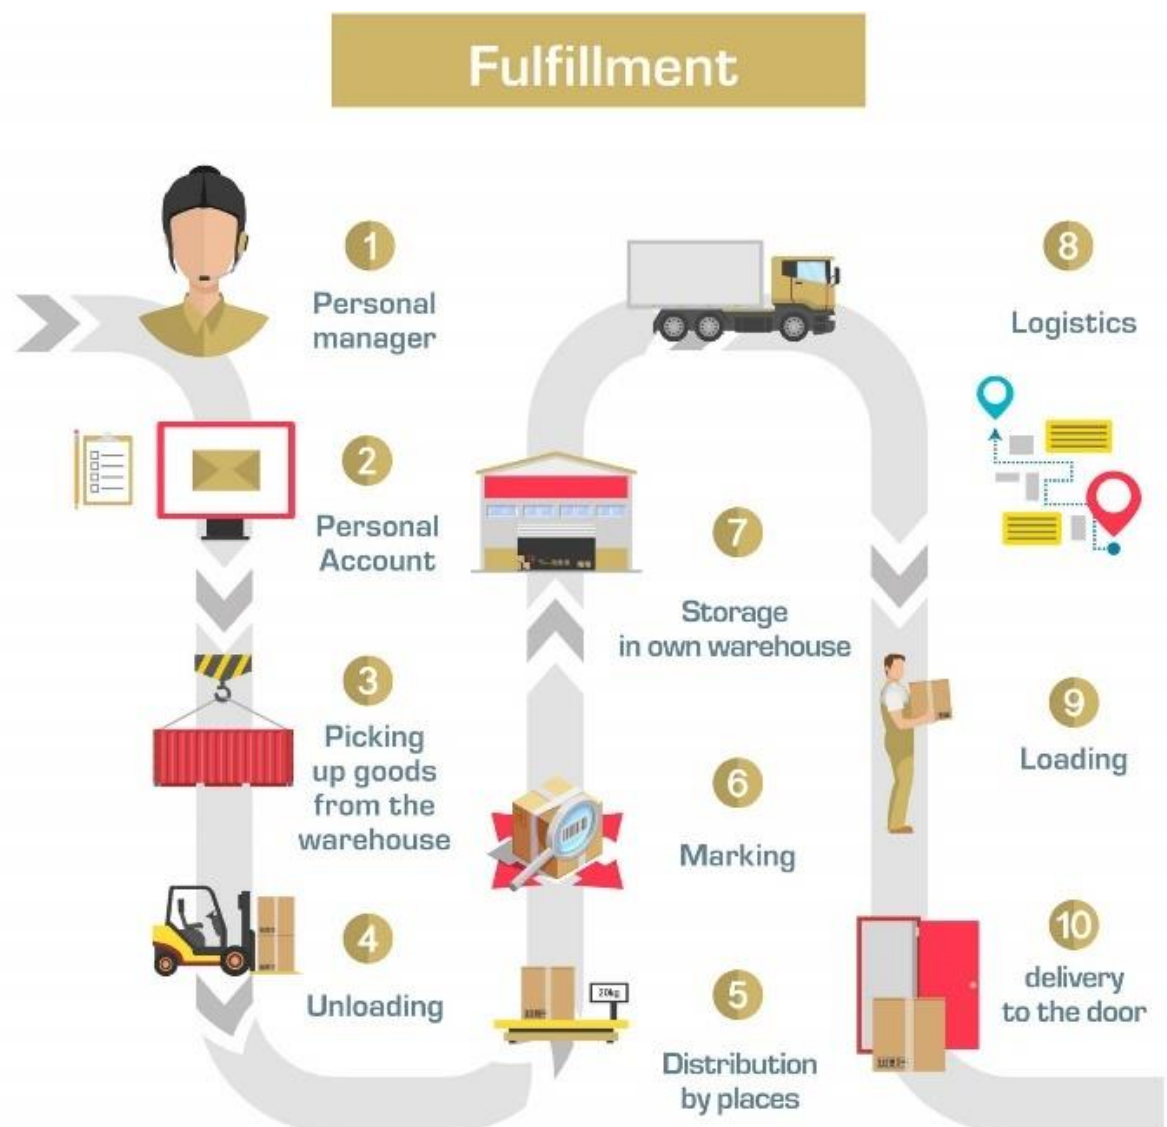 Fulfillment
1
Personal
manager
2
Personal
Account
3
Picking
up goods
from the
warehouse
4
Unloading
5
Distribution
by places
20kg
6
Marking
7
Storage
in own warehouse
8
Logistics
9
Loading
10
delivery
to the door